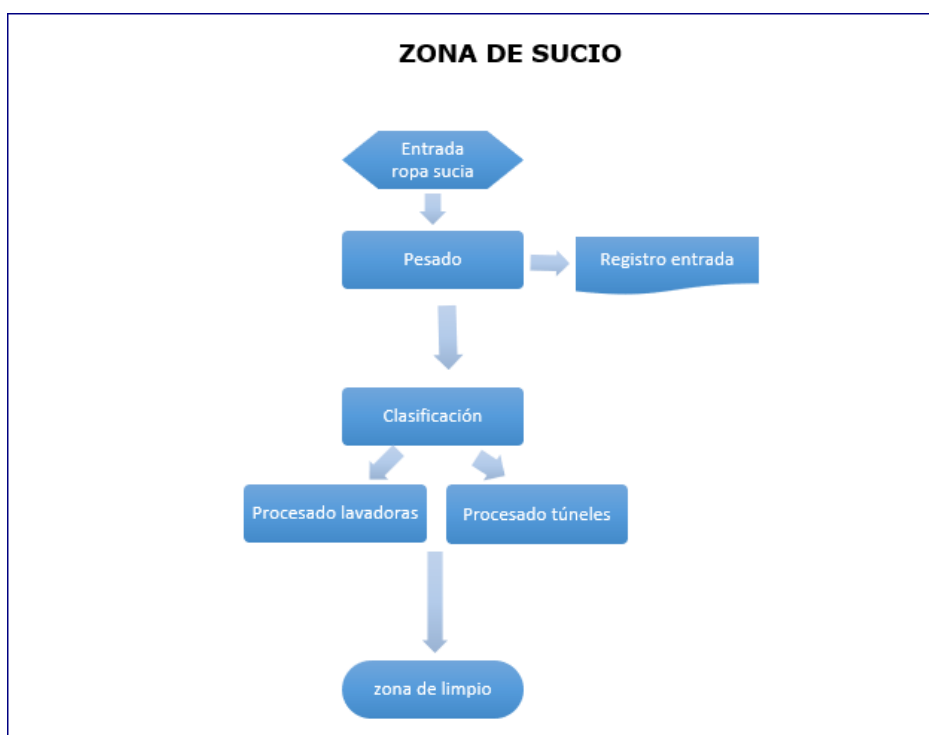 ZONA DE SUCIO
Entrada
ropa sucia
Pesado
Registro entrada
Clasificación
Procesado lavadoras
Procesado túneles
zona de limpio